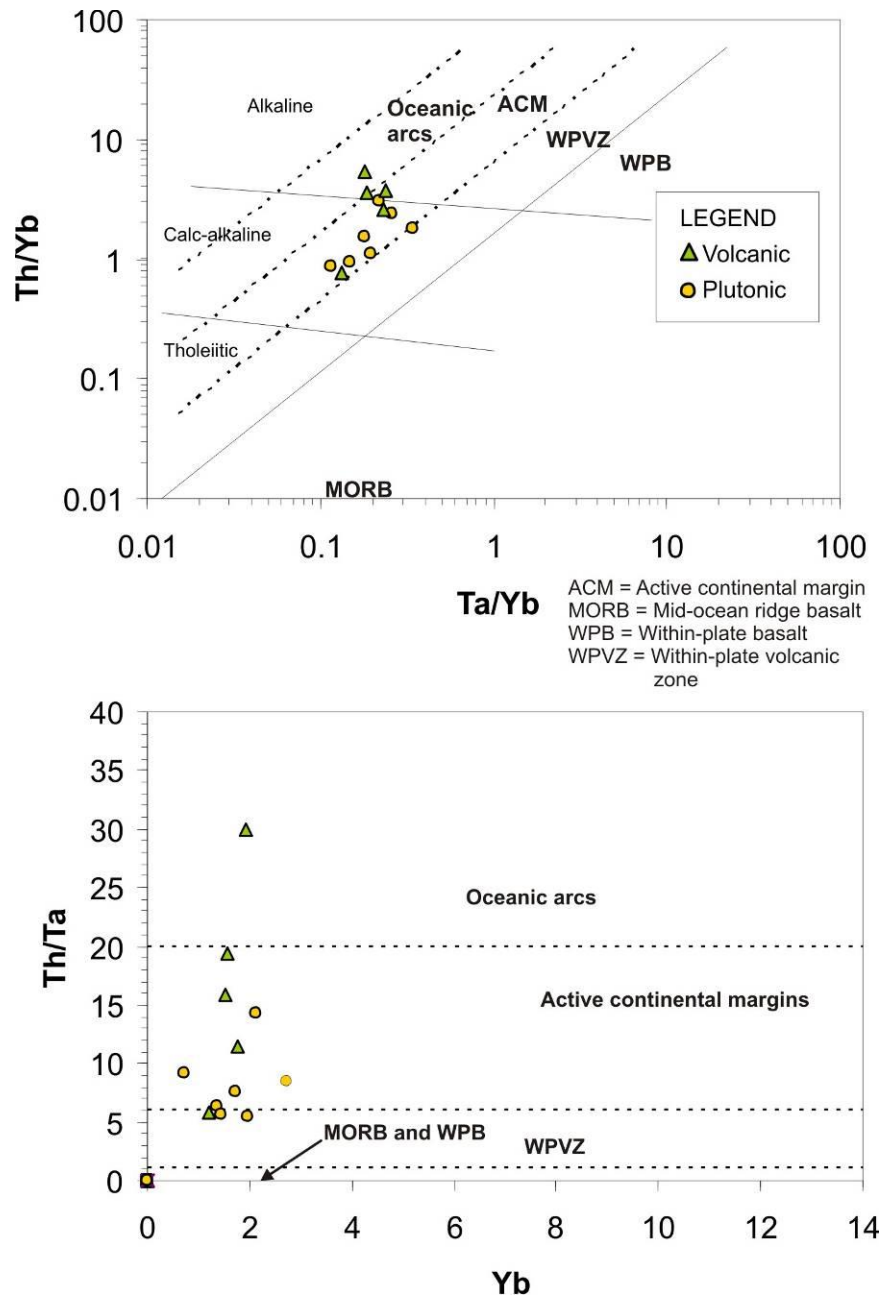 100
10
1
0.1
0.01
Th/Yb
Alkaline
Oceanic
arcs
ACM
WPVZ
WPB
Calc-alkaline
Tholeiitic
MORB
LEGEND
Volcanic
Plutonic
0.01 0.1 1 10 100
Ta/Yb
ACM = Active continental margin
MORB = Mid-ocean ridge basalt
WPB = Within-plate basalt
WPVZ = Within-plate volcanic
zone
40
35
30
25
20
15
10
5
0
Th/Ta
Oceanic arcs
Active continental margins
MORB and WPB
WPVZ
0 2 4 6 8 10 12 14
Yb